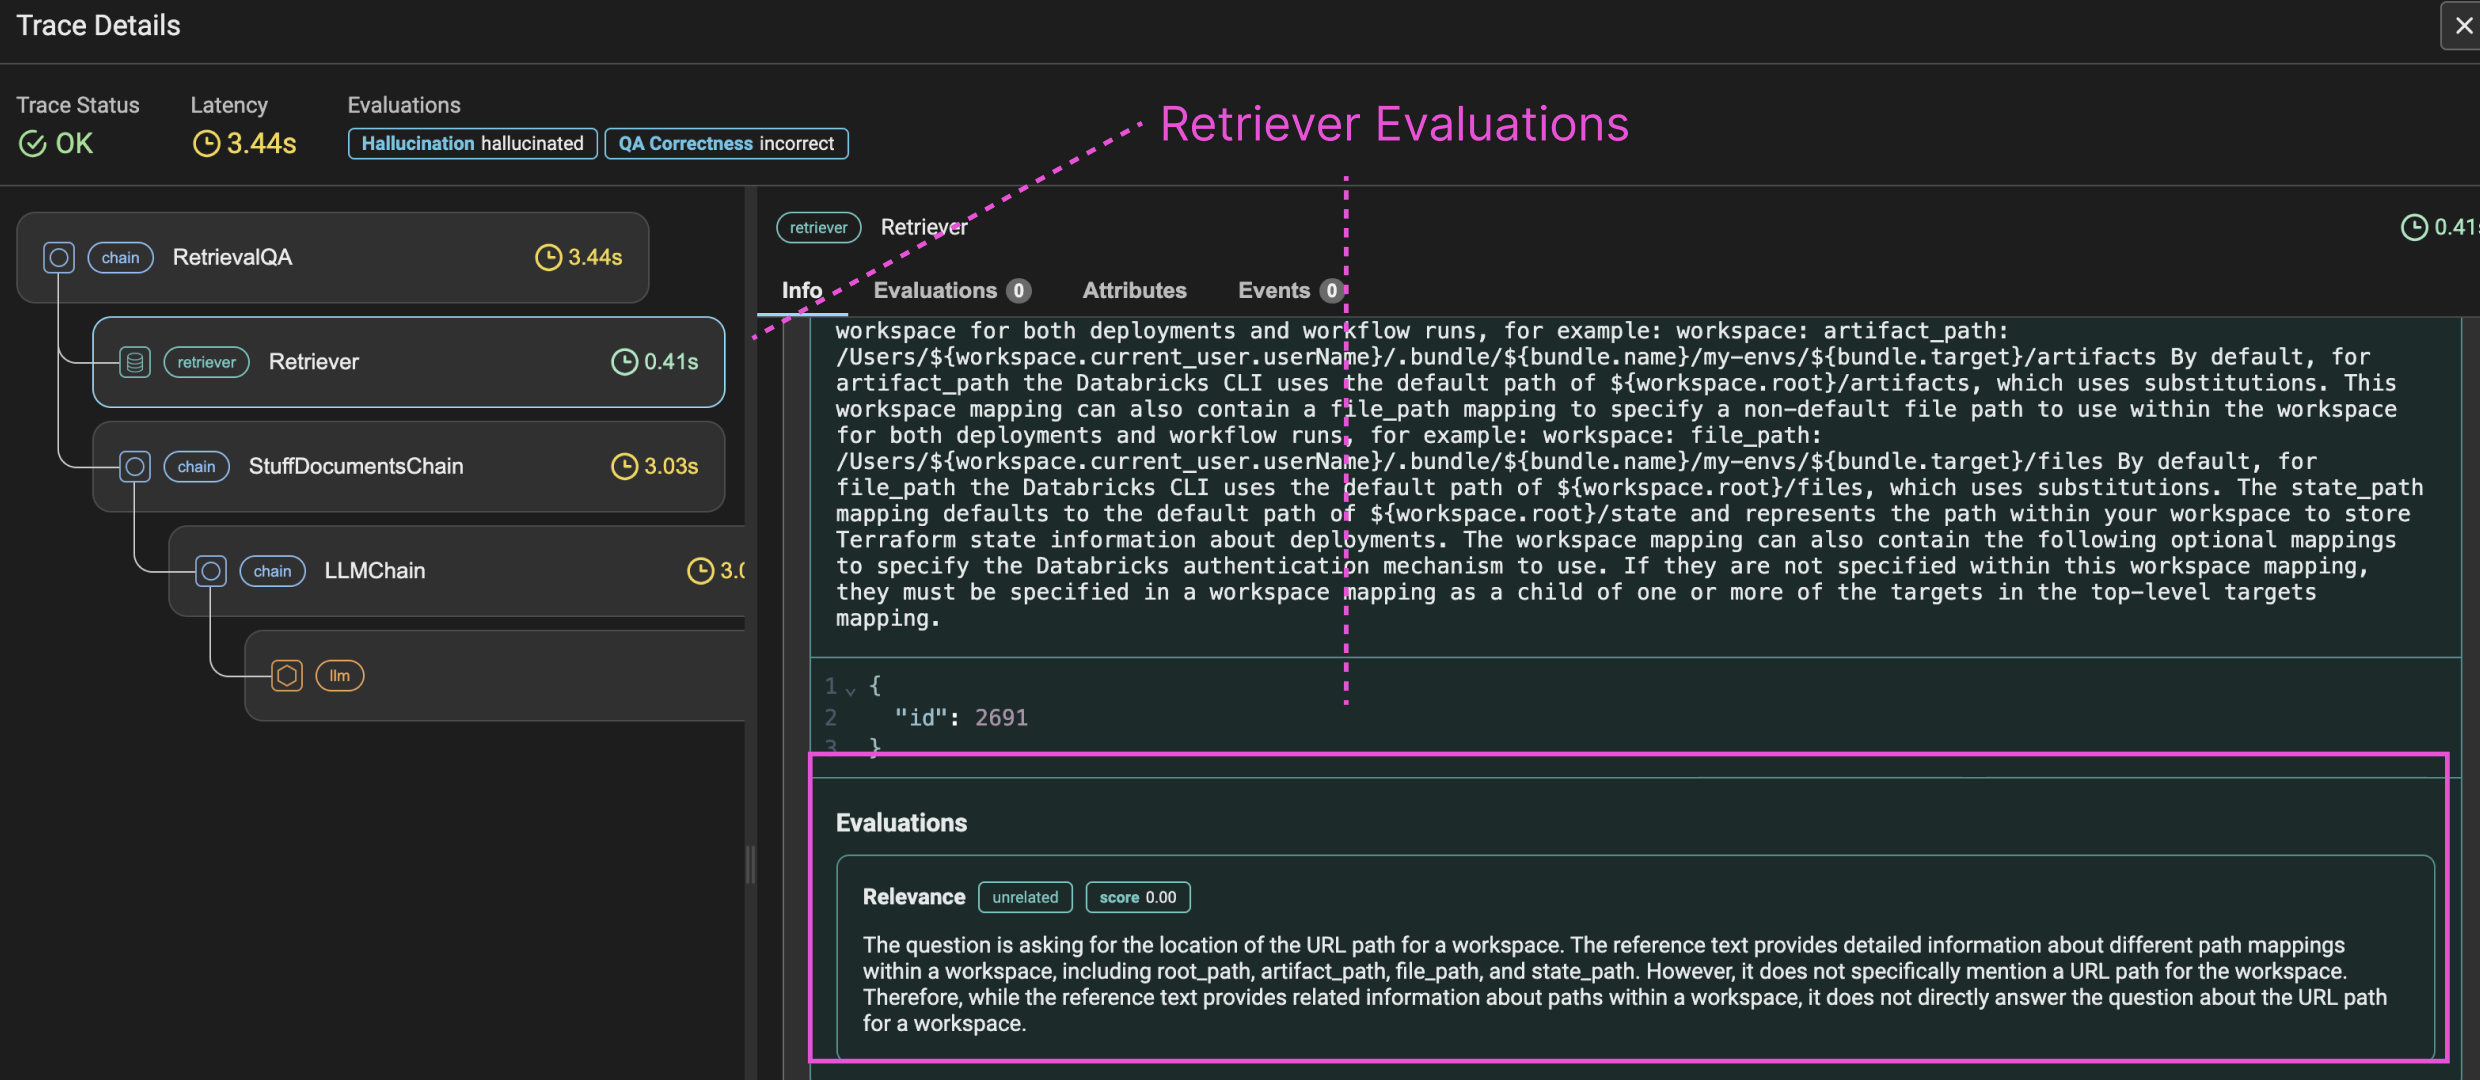 Trace Details
Trace Status
Latency
Evaluations
OK
3.44s
Hallucination hallucinated
QA Correctness incorrect
Retriever Evaluations
chain RetrievalQA 3.44s
retriever Retriever 0.41s
chain StuffDocumentsChain 3.03s
chain LLMChain 3.0
llm
retriever Retriever 0.41s
Info Evaluations 0 Attributes Events 0
workspace for both deployments and workflow runs, for example: workspace: artifact_path:
/Users/${workspace.current_user.userName}/.bundle/${bundle.name}/my-envs/${bundle.target}/artifacts By default, for
artifact_path the Databricks CLI uses the default path of ${workspace.root}/artifacts, which uses substitutions. This
workspace mapping can also contain a file_path mapping to specify a non-default file path to use within the workspace
for both deployments and workflow runs, for example: workspace: file_path:
/Users/${workspace.current_user.userName}/.bundle/${bundle.name}/my-envs/${bundle.target}/files By default, for
file_path the Databricks CLI uses the default path of ${workspace.root}/files, which uses substitutions. The state_path
mapping defaults to the default path of ${workspace.root}/state and represents the path within your workspace to store
Terraform state information about deployments. The workspace mapping can also contain the following optional mappings
to specify the Databricks authentication mechanism to use. If they are not specified within this workspace mapping,
they must be specified in a workspace mapping as a child of one or more of the targets in the top-level targets
mapping.
1 {
2 "id": 2691
3 }
Evaluations
Relevance unrelated score 0.00
The question is asking for the location of the URL path for a workspace. The reference text provides detailed information about different path mappings
within a workspace, including root_path, artifact_path, file_path, and state_path. However, it does not specifically mention a URL path for the workspace.
Therefore, while the reference text provides related information about paths within a workspace, it does not directly answer the question about the URL path
for a workspace.